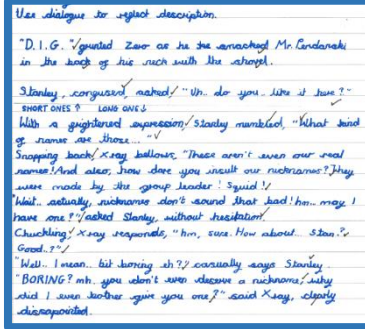 Use dialogue to reflect description.
"D.I.G. "grunted Zero as he smacked Mr. Pendanski
in the back of his neck with the shovel.
Stanley, confused, asked, "Uh.. do you.. like it here?"
SHORT ONES ↑ LONG ONES ↓
With a frightened expression, Stanley mumbled, "What kind
of names are those..."
Snapping back, Xray bellows, "These aren't even our real
names! And also, how dare you insult our nicknames? They
were made by the group leader! Squid!
"Wait.. actually, nicknames don't sound that bad! hm.. may I
have one?" asked Stanley, without hesitation
Chuckling, Xray responds, "hm, sure. How about.. Stan.?
Good..?"
"Well.. I mean.. bit boring eh?," casually says Stanley.
"BORING? mh, you don't even deserve a nickname, why
did I even bother give you one," said Xray, clearly
dissapointed.